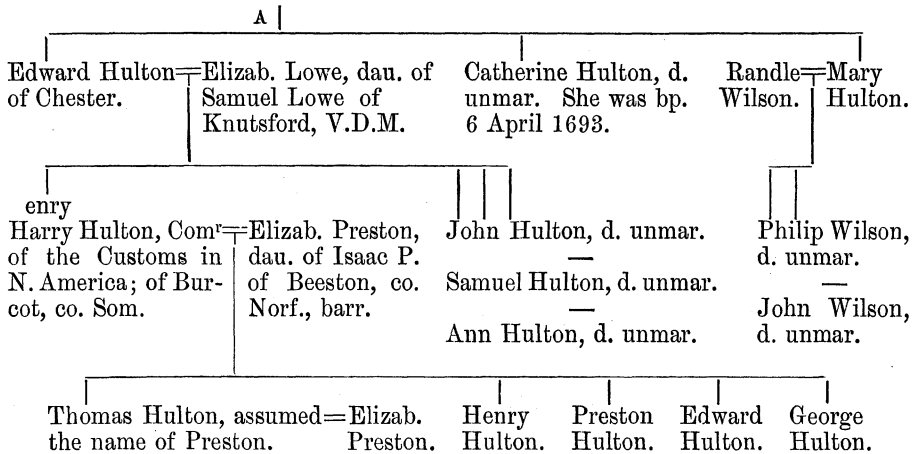 A
Edward Hulton=Elizab. Lowe, dau. of
of Chester. Samuel Lowe of
Knutsford, V.D.M.
Catherine Hulton, d.
unmar. She was bp.
6 April 1693.
Randle=Mary
Wilson. Hulton.
enry
Harry Hulton, Comr=Elizab. Preston,
of the Customs in dau. of Isaac P.
N. America; of Bur- of Beeston, co.
cot, co. Som. Norf., barr.
John Hulton, d. unmar.
—
Samuel Hulton, d. unmar.
—
Ann Hulton, d. unmar.
Philip Wilson,
d. unmar.
—
John Wilson,
d. unmar.
Thomas Hulton, assumed=Elizab.
the name of Preston. Preston.
Henry
Hulton.
Preston
Hulton.
Edward
Hulton.
George
Hulton.